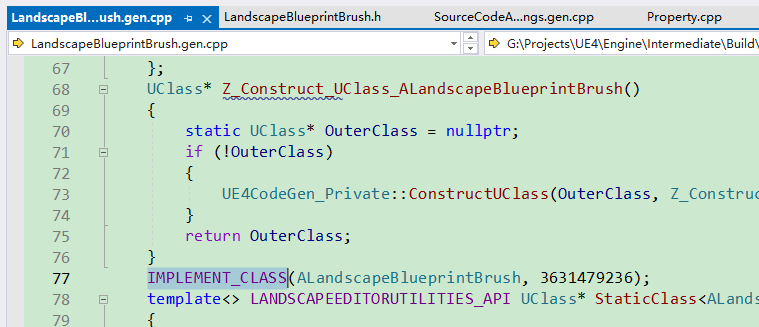 LandscapeBl...ush.gen.cpp LandscapeBlueprintBrush.h SourceCodeA...ngs.gen.cpp Property.cpp
LandscapeBlueprintBrush.gen.cpp G:\Projects\UE4\Engine\Intermediate\Build\
67 };
68 UClass* Z_Construct_UClass_ALandscapeBlueprintBrush()
69 {
70 static UClass* OuterClass = nullptr;
71 if (!OuterClass)
72 {
73 UE4CodeGen_Private::ConstructUClass(OuterClass, Z_Constru
74 }
75 return OuterClass;
76 }
77 IMPLEMENT_CLASS(ALandscapeBlueprintBrush, 3631479236);
78 template<> LANDSCAPEEDITORUTILITIES_API UClass* StaticClass<ALands
79 {